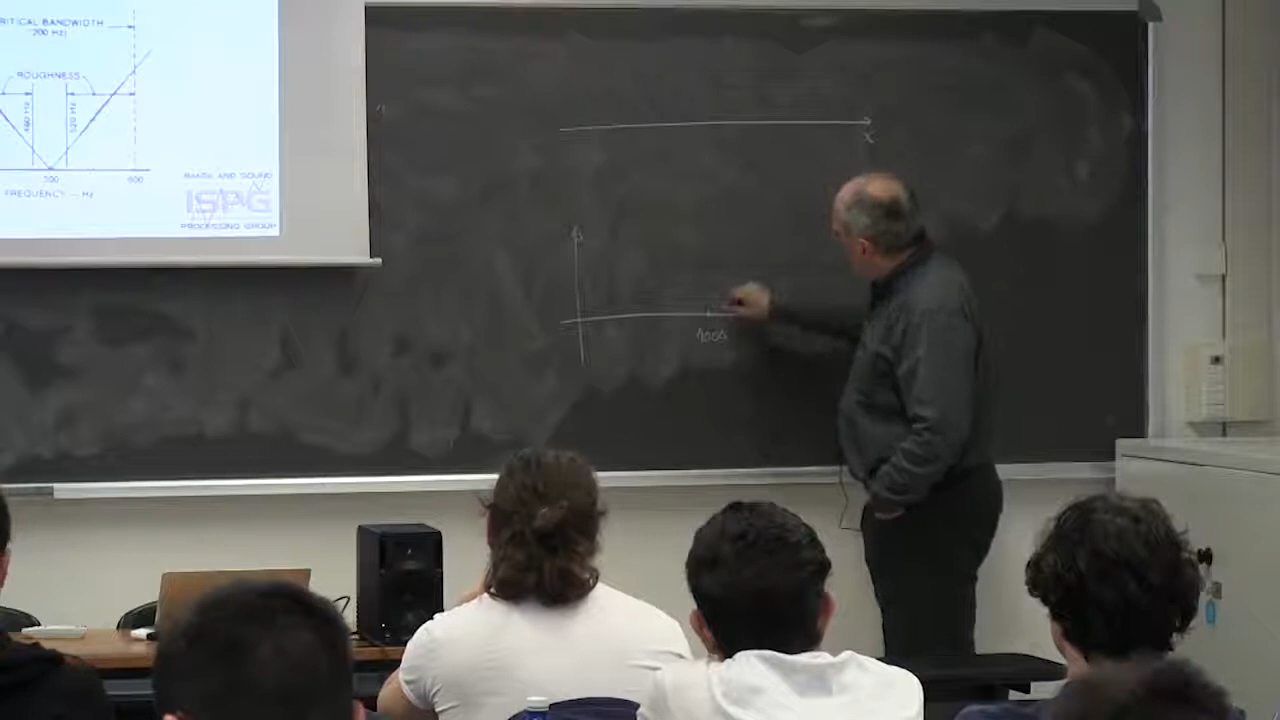 CRITICAL BANDWIDTH
200 Hz)
ROUGHNESS
480 Hz
520 Hz
500
600
FREQUENCY — Hz
IMAGE AND SOUND
ISPG
PROCESSING GROUP
x
1000